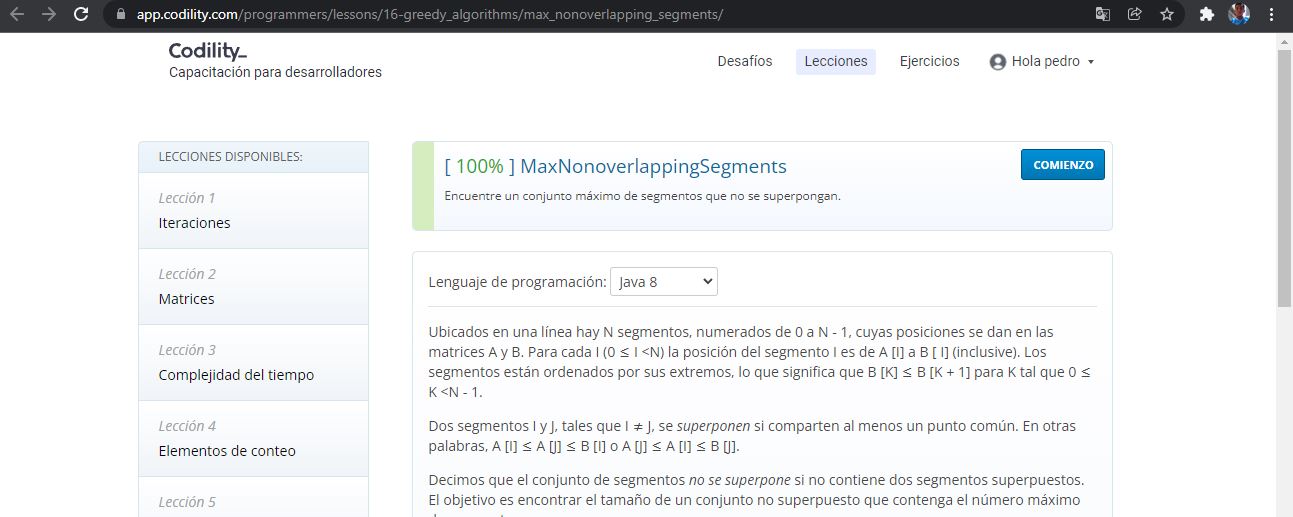 app.codility.com/programmers/lessons/16-greedy_algorithms/max_nonoverlapping_segments/
Codility_
Capacitación para desarrolladores
Desafíos
Lecciones
Ejercicios
Hola pedro
LECCIONES DISPONIBLES:
Lección 1
Iteraciones
Lección 2
Matrices
Lección 3
Complejidad del tiempo
Lección 4
Elementos de conteo
Lección 5
[ 100% ] MaxNonoverlappingSegments
COMIENZO
Encuentre un conjunto máximo de segmentos que no se superpongan.
Lenguaje de programación: Java 8
Ubicados en una línea hay N segmentos, numerados de 0 a N - 1, cuyas posiciones se dan en las
matrices A y B. Para cada I (0 ≤ I <N) la posición del segmento I es de A [I] a B [ I] (inclusive). Los
segmentos están ordenados por sus extremos, lo que significa que B [K] ≤ B [K + 1] para K tal que 0 ≤
K <N - 1.
Dos segmentos I y J, tales que I ≠ J, se superponen si comparten al menos un punto común. En otras
palabras, A [I] ≤ A [J] ≤ B [I] o A [J] ≤ A [I] ≤ B [J].
Decimos que el conjunto de segmentos no se superpone si no contiene dos segmentos superpuestos.
El objetivo es encontrar el tamaño de un conjunto no superpuesto que contenga el número máximo